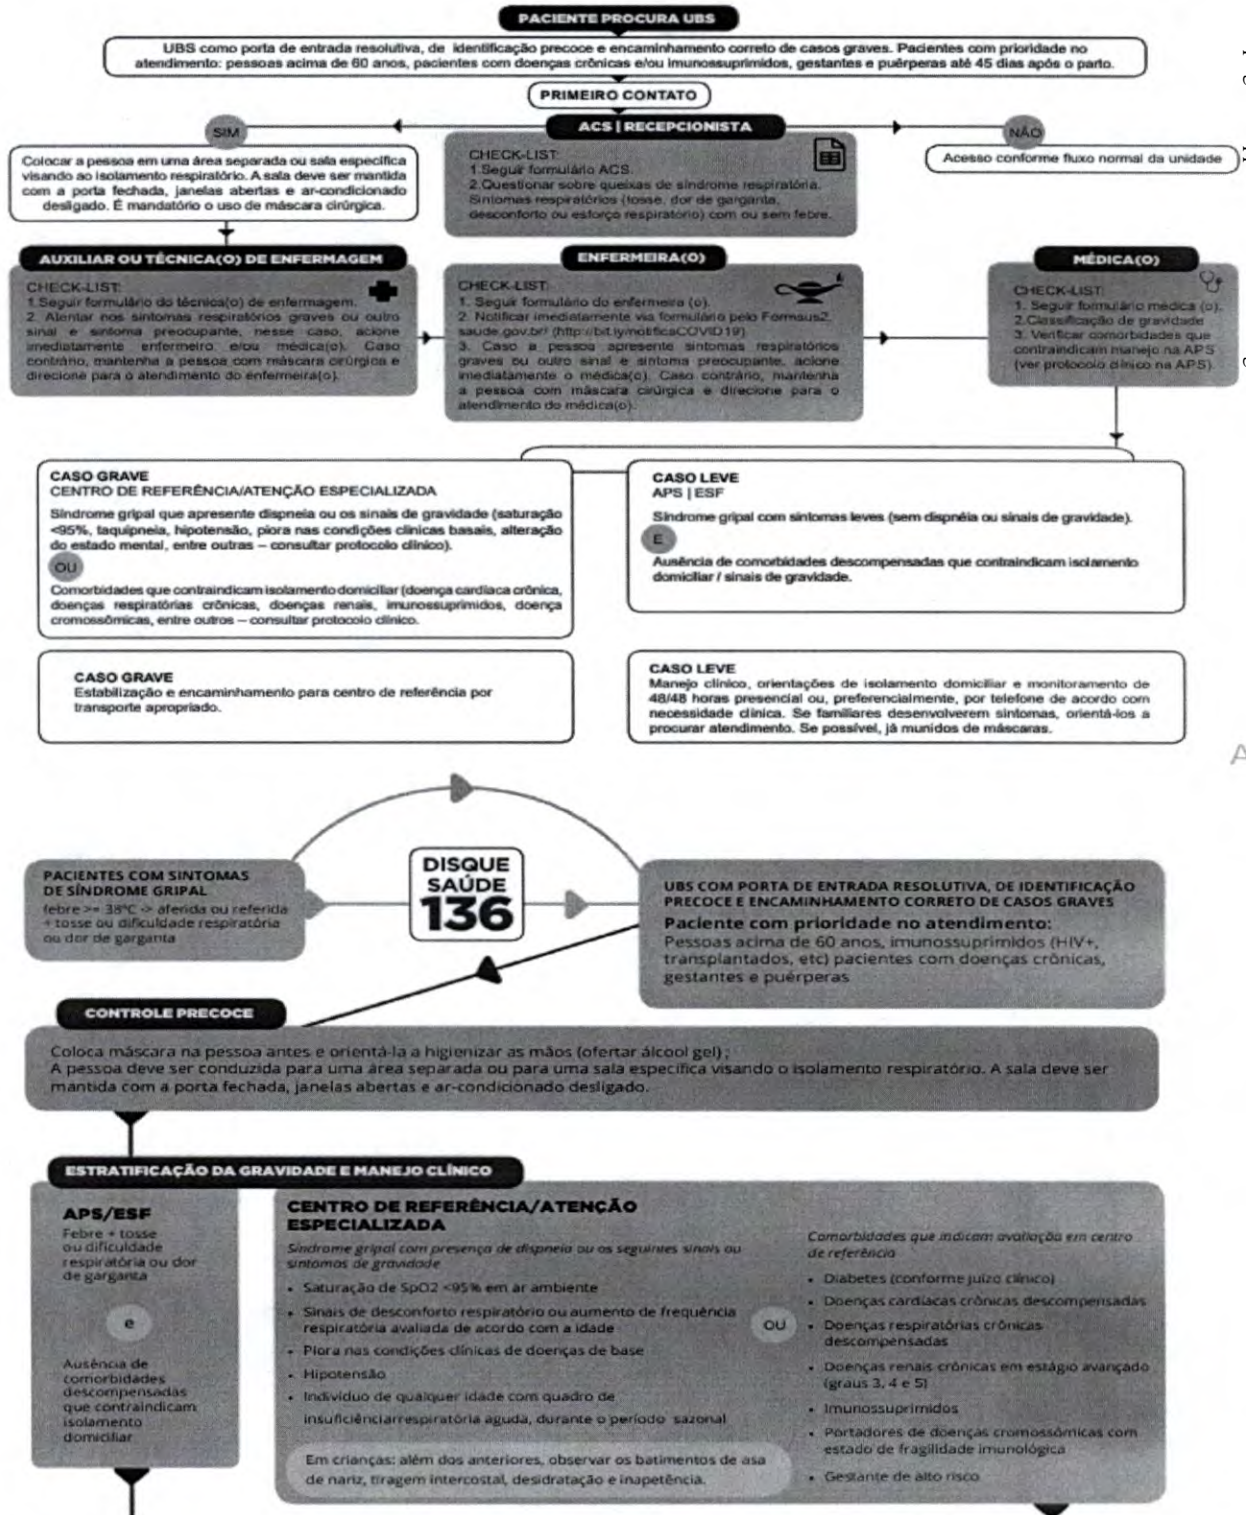 PACIENTE PROCURA UBS
UBS como porta de entrada resolutiva, de identificação precoce e encaminhamento correto de casos graves. Pacientes com prioridade no
atendimento: pessoas acima de 60 anos, pacientes com doenças crônicas e/ou imunossuprimidos, gestantes e puérperas até 45 dias após o parto.
PRIMEIRO CONTATO
SIM
ACS | RECEPCIONISTA
NÃO
Colocar a pessoa em uma área separada ou sala específica
visando ao isolamento respiratório. A sala deve ser mantida
com a porta fechada, janelas abertas e ar-condicionado
desligado. É mandatório o uso de máscara cirúrgica.
CHECK-LIST:
1.Seguir formulário ACS.
2.Questionar sobre queixas de síndrome respiratória.
Sintomas respiratórios (tosse, dor de garganta,
desconforto ou esforço respiratório) com ou sem febre.
Acesso conforme fluxo normal da unidade
AUXILIAR OU TÉCNICA(O) DE ENFERMAGEM
CHECK-LIST:
1.Seguir formulário do técnica(o) de enfermagem.
2. Atentar nos sintomas respiratórios graves ou outro
sinal e sintoma preocupante, nesse caso, acione
imediatamente enfermeiro e/ou médica(o). Caso
contrário, mantenha a pessoa com máscara cirúrgica e
direcione para o atendimento do enfermeira(o).
ENFERMEIRA(O)
CHECK-LIST:
1. Seguir formulário do enfermeira (o).
2. Notificar imediatamente via formulário pelo Formsus2.
saude.gov.br/ (http://bit.ly/notificaCOVID19)
3. Caso a pessoa apresente sintomas respiratórios
graves ou outro sinal e sintoma preocupante, acione
imediatamente o médica(o). Caso contrário, mantenha
a pessoa com máscara cirúrgica e direcione para o
atendimento do médica(o).
MÉDICA(O)
CHECK-LIST:
1. Seguir formulário médica (o).
2.Classificação de gravidade
3. Verificar comorbidades que
contraindicam manejo na APS
(ver protocolo clínico na APS).
CASO GRAVE
CENTRO DE REFERÊNCIA/ATENÇÃO ESPECIALIZADA
Síndrome gripal que apresente dispneia ou os sinais de gravidade (saturação
<95%, taquipneia, hipotensão, piora nas condições clínicas basais, alteração
do estado mental, entre outras – consultar protocolo clínico).
OU
Comorbidades que contraindicam isolamento domiciliar (doença cardíaca crônica,
doenças respiratórias crônicas, doenças renais, imunossuprimidos, doença
cromossômicas, entre outros – consultar protocolo clínico.
CASO LEVE
APS | ESF
Síndrome gripal com sintomas leves (sem dispnéia ou sinais de gravidade).
E
Ausência de comorbidades descompensadas que contraindicam isolamento
domiciliar / sinais de gravidade.
CASO GRAVE
Estabilização e encaminhamento para centro de referência por
transporte apropriado.
CASO LEVE
Manejo clínico, orientações de isolamento domiciliar e monitoramento de
48/48 horas presencial ou, preferencialmente, por telefone de acordo com
necessidade clínica. Se familiares desenvolverem sintomas, orientá-los a
procurar atendimento. Se possível, já munidos de máscaras.
PACIENTES COM SINTOMAS
DE SÍNDROME GRIPAL
febre >= 38ºC -> aferida ou referida
+ tosse ou dificuldade respiratória
ou dor de garganta
DISQUE
SAÚDE
136
UBS COM PORTA DE ENTRADA RESOLUTIVA, DE IDENTIFICAÇÃO
PRECOCE E ENCAMINHAMENTO CORRETO DE CASOS GRAVES
Paciente com prioridade no atendimento:
Pessoas acima de 60 anos, imunossuprimidos (HIV+,
transplantados, etc) pacientes com doenças crônicas,
gestantes e puérperas
CONTROLE PRECOCE
Coloca máscara na pessoa antes e orientá-la a higienizar as mãos (ofertar álcool gel) ;
A pessoa deve ser conduzida para uma área separada ou para uma sala específica visando o isolamento respiratório. A sala deve ser
mantida com a porta fechada, janelas abertas e ar-condicionado desligado.
ESTRATIFICAÇÃO DA GRAVIDADE E MANEJO CLÍNICO
APS/ESF
Febre + tosse
ou dificuldade
respiratória ou dor
de garganta
e
Ausência de
comorbidades
descompensadas
que contraindicam
isolamento
domiciliar
CENTRO DE REFERÊNCIA/ATENÇÃO
ESPECIALIZADA
Síndrome gripal com presença de dispneia ou os seguintes sinais ou
sintomas de gravidade
• Saturação de SpO2 <95% em ar ambiente
• Sinais de desconforto respiratório ou aumento de frequência
respiratória avaliada de acordo com a idade
• Piora nas condições clínicas de doenças de base
• Hipotensão
• Indivíduo de qualquer idade com quadro de
insuficiênciarrespiratória aguda, durante o período sazonal
Em crianças: além dos anteriores, observar os batimentos de asa
de nariz, tiragem intercostal, desidratação e inapetência.
OU
Comorbidades que indicam avaliação em centro
de referência
• Diabetes (conforme juízo clínico)
• Doenças cardíacas crônicas descompensadas
• Doenças respiratórias crônicas
descompensadas
• Doenças renais crônicas em estágio avançado
(graus 3, 4 e 5)
• Imunossuprimidos
• Portadores de doenças cromossômicas com
estado de fragilidade imunológica
• Gestante de alto risco